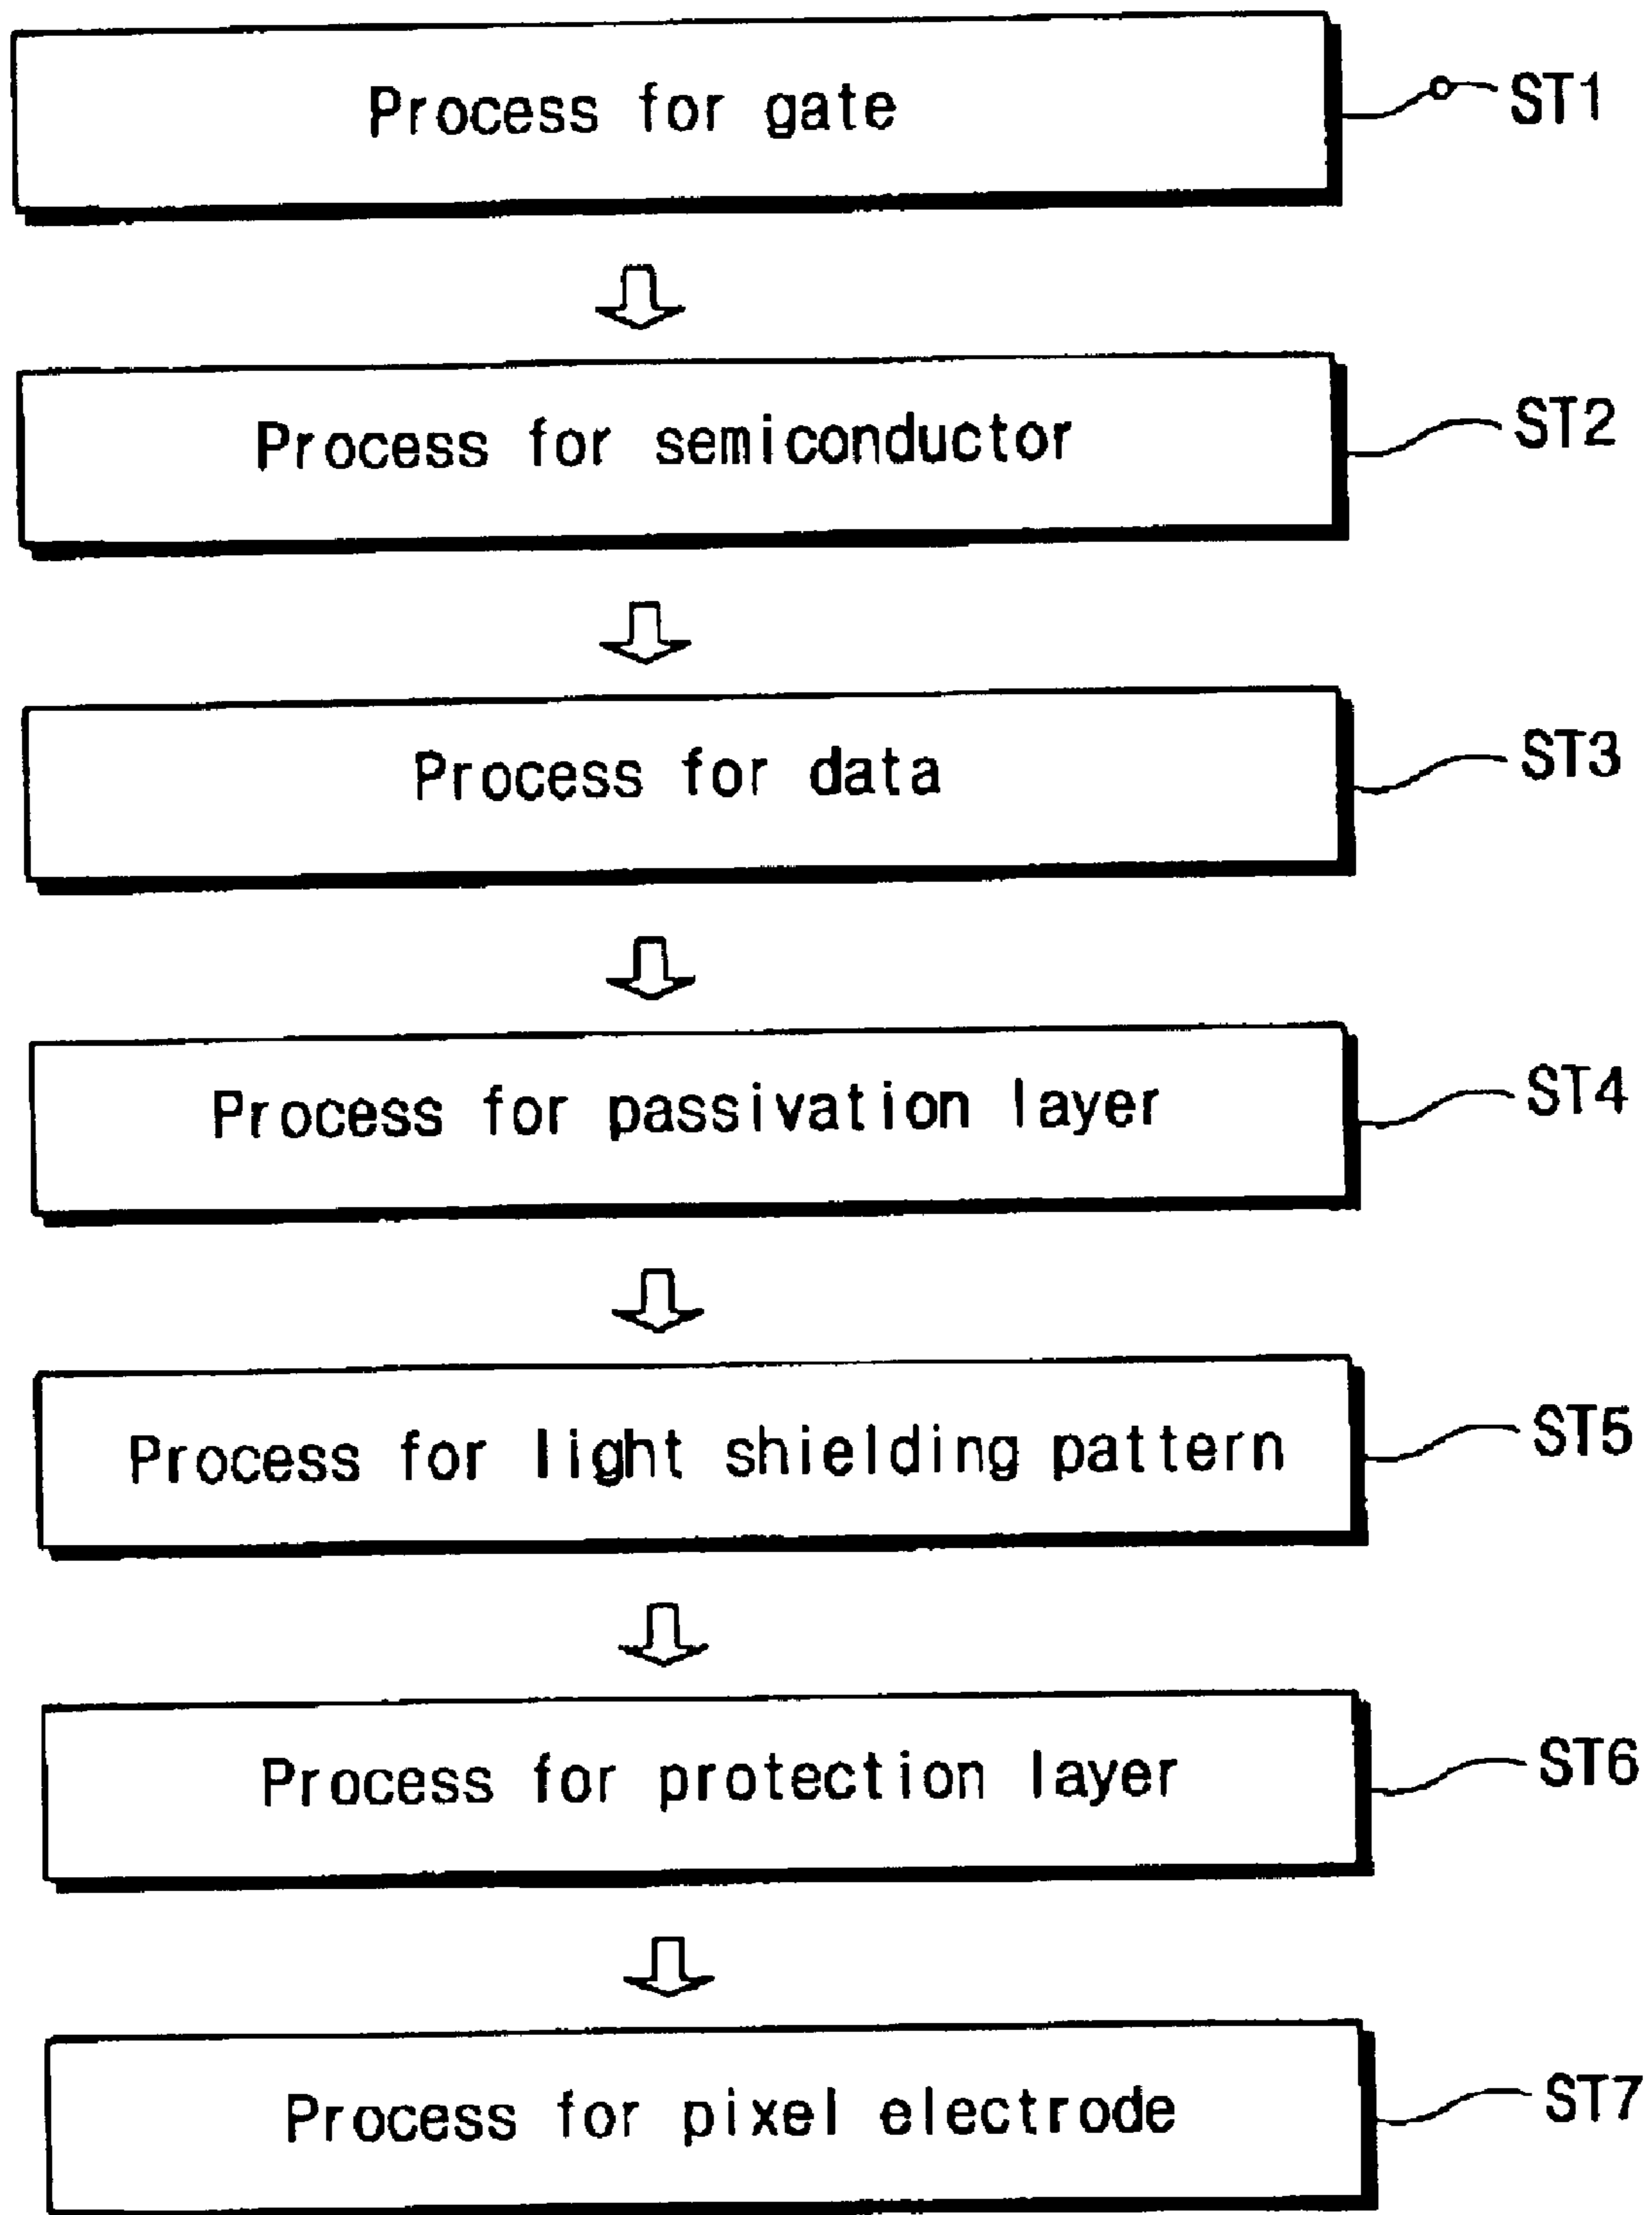 Process for gate
ST1
Process for semiconductor
ST2
Process for data
ST3
Process for passivation layer
ST4
Process for light shielding pattern
ST5
Process for protection layer
ST6
Process for pixel electrode
ST7